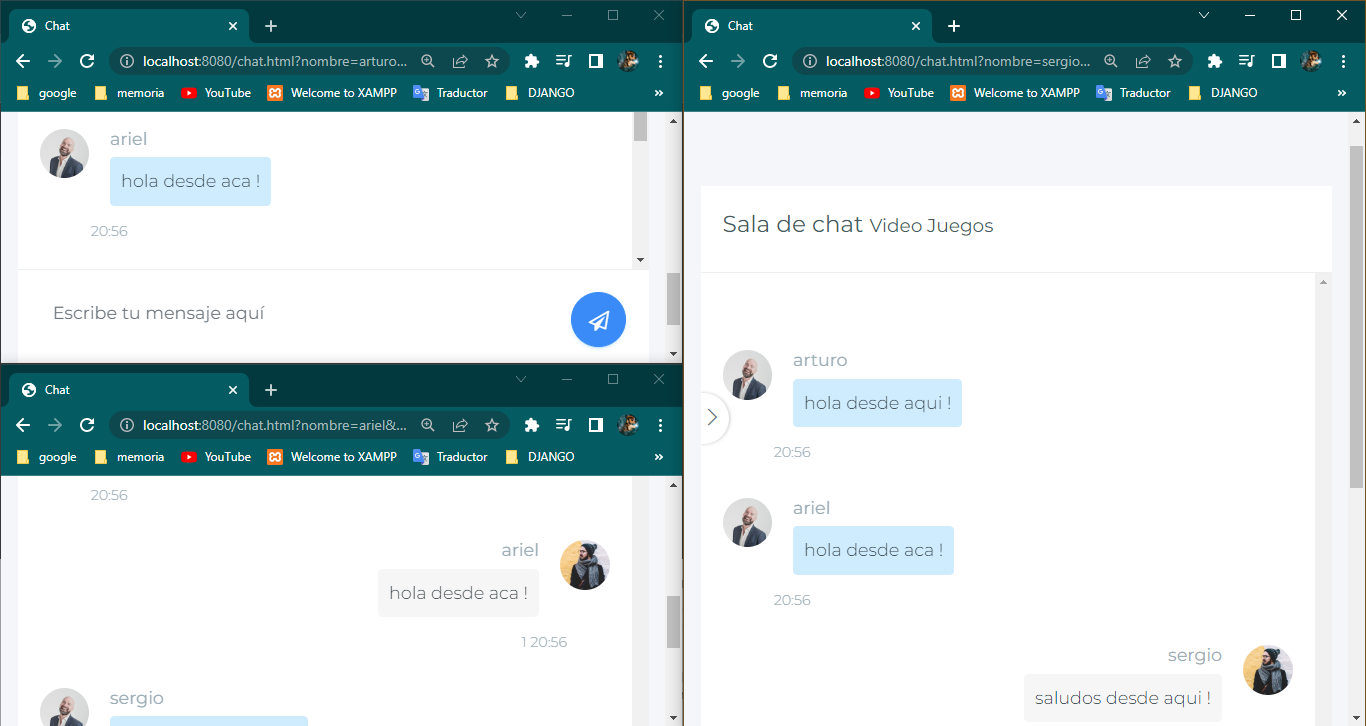 Chat
localhost:8080/chat.html?nombre=arturo...
google memoria YouTube Welcome to XAMPP Traductor DJANGO »
ariel
hola desde aca !
20:56
Escribe tu mensaje aquí
Chat
localhost:8080/chat.html?nombre=ariel&...
google memoria YouTube Welcome to XAMPP Traductor DJANGO »
20:56
ariel
hola desde aca !
1 20:56
sergio
Chat
localhost:8080/chat.html?nombre=sergio...
google memoria YouTube Welcome to XAMPP Traductor DJANGO »
Sala de chat Video Juegos
arturo
hola desde aqui !
20:56
ariel
hola desde aca !
20:56
sergio
saludos desde aqui !